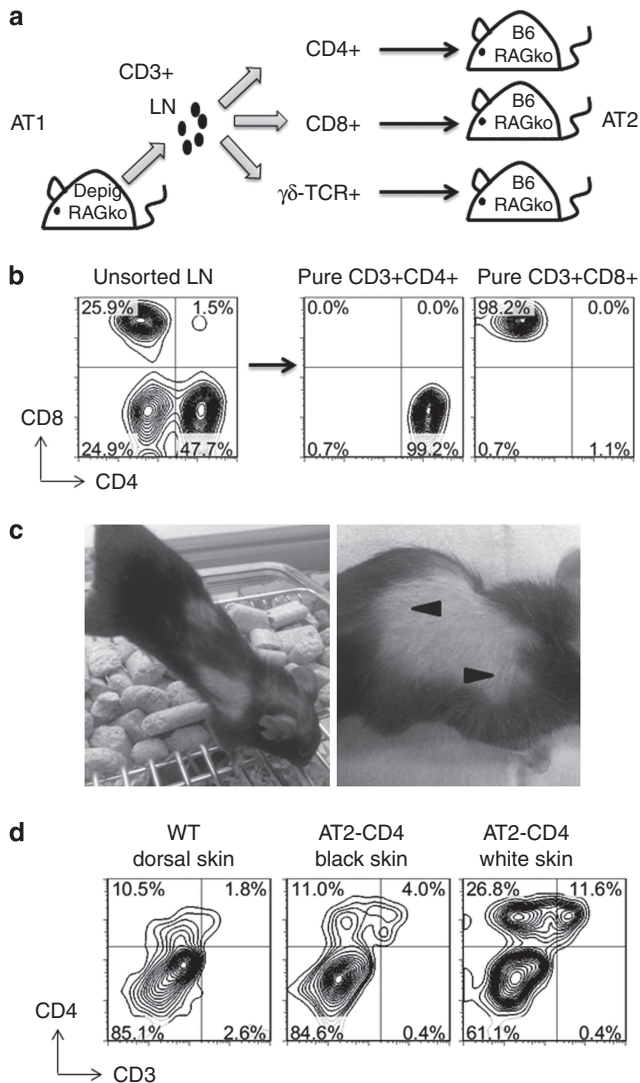 a
CD3+
LN
AT1
Depig
RAGko
CD4+
CD8+
γδ-TCR+
B6
RAGko
B6
RAGko
AT2
B6
RAGko
b
Unsorted LN
Pure CD3+CD4+
Pure CD3+CD8+
25.9%
1.5%
0.0%
0.0%
98.2%
0.0%
24.9%
47.7%
0.7%
99.2%
0.7%
1.1%
CD8
CD4
c
d
WT
dorsal skin
AT2-CD4
black skin
AT2-CD4
white skin
10.5%
1.8%
11.0%
4.0%
26.8%
11.6%
85.1%
2.6%
84.6%
0.4%
61.1%
0.4%
CD4
CD3